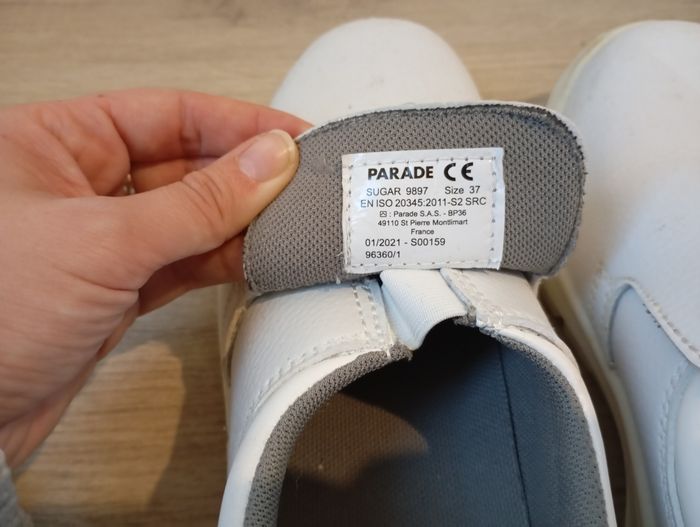 PARADE CE
SUGAR 9897 Size 37
EN ISO 20345:2011-S2 SRC
: Parade S.A.S. - BP36
49110 St Pierre Montlimart
France
01/2021 - S00159
96360/1